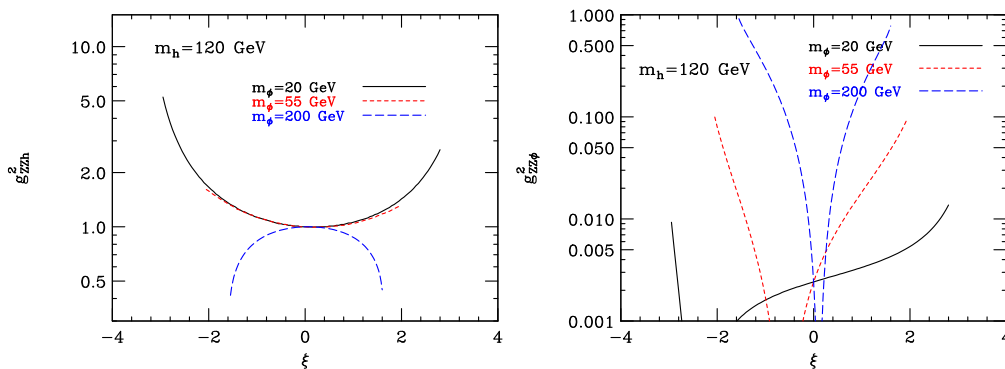 m_h=120 GeV
m_ϕ=20 GeV
m_ϕ=55 GeV
m_ϕ=200 GeV
10.0
5.0
2.0
1.0
0.5
g²_ZZh
−4 −2 0 2 4
ξ
m_ϕ=20 GeV
m_h=120 GeV m_ϕ=55 GeV
m_ϕ=200 GeV
1.000
0.500
0.100
0.050
0.010
0.005
0.001
g²_ZZϕ
−4 −2 0 2 4
ξ